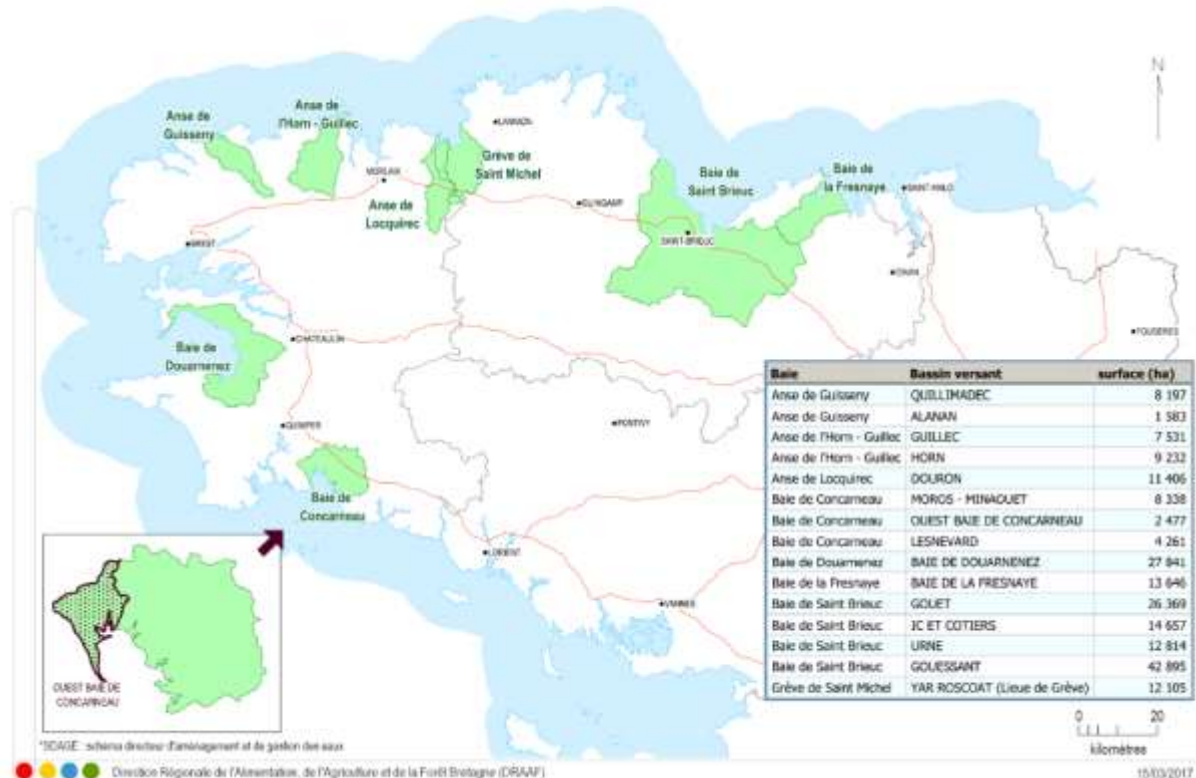 N
Anse de
Guisseny
Anse de
l'Horn - Guillec
LANNION
MORLAIX
Grève de
Saint Michel
Anse de
Locquirec
GUINGAMP
Baie de
Saint Brieuc
Baie de
la Fresnaye
SAINT-MALO
BREST
SAINT-BRIEUC
DINAN
FOUGERES
CHATEAULIN
Baie de
Douarnenez
QUIMPER
PONTIVY
Baie de
Concarneau
LORIENT
VANNES
OUEST BAIE DE
CONCARNEAU
Baie Bassin versant surface (ha)
Anse de Guisseny QUILLIMADEC 8 197
Anse de Guisseny ALANAN 1 583
Anse de l'Horn - Guillec GUILLEC 7 531
Anse de l'Horn - Guillec HORN 9 232
Anse de Locquirec DOURON 11 406
Baie de Concarneau MOROS - MINAOUET 8 338
Baie de Concarneau OUEST BAIE DE CONCARNEAU 2 477
Baie de Concarneau LESNEVARD 4 261
Baie de Douarnenez BAIE DE DOUARNENEZ 27 841
Baie de la Fresnaye BAIE DE LA FRESNAYE 13 646
Baie de Saint Brieuc GOUET 26 369
Baie de Saint Brieuc IC ET COTIERS 14 657
Baie de Saint Brieuc URNE 12 814
Baie de Saint Brieuc GOUESSANT 42 895
Grève de Saint Michel YAR ROSCOAT (Lieue de Grève) 12 105
0 20
kilomètres
*SDAGE : schéma directeur d'aménagement et de gestion des eaux
Direction Régionale de l'Alimentation, de l'Agriculture et de la Forêt Bretagne (DRAAF)
15/03/2017